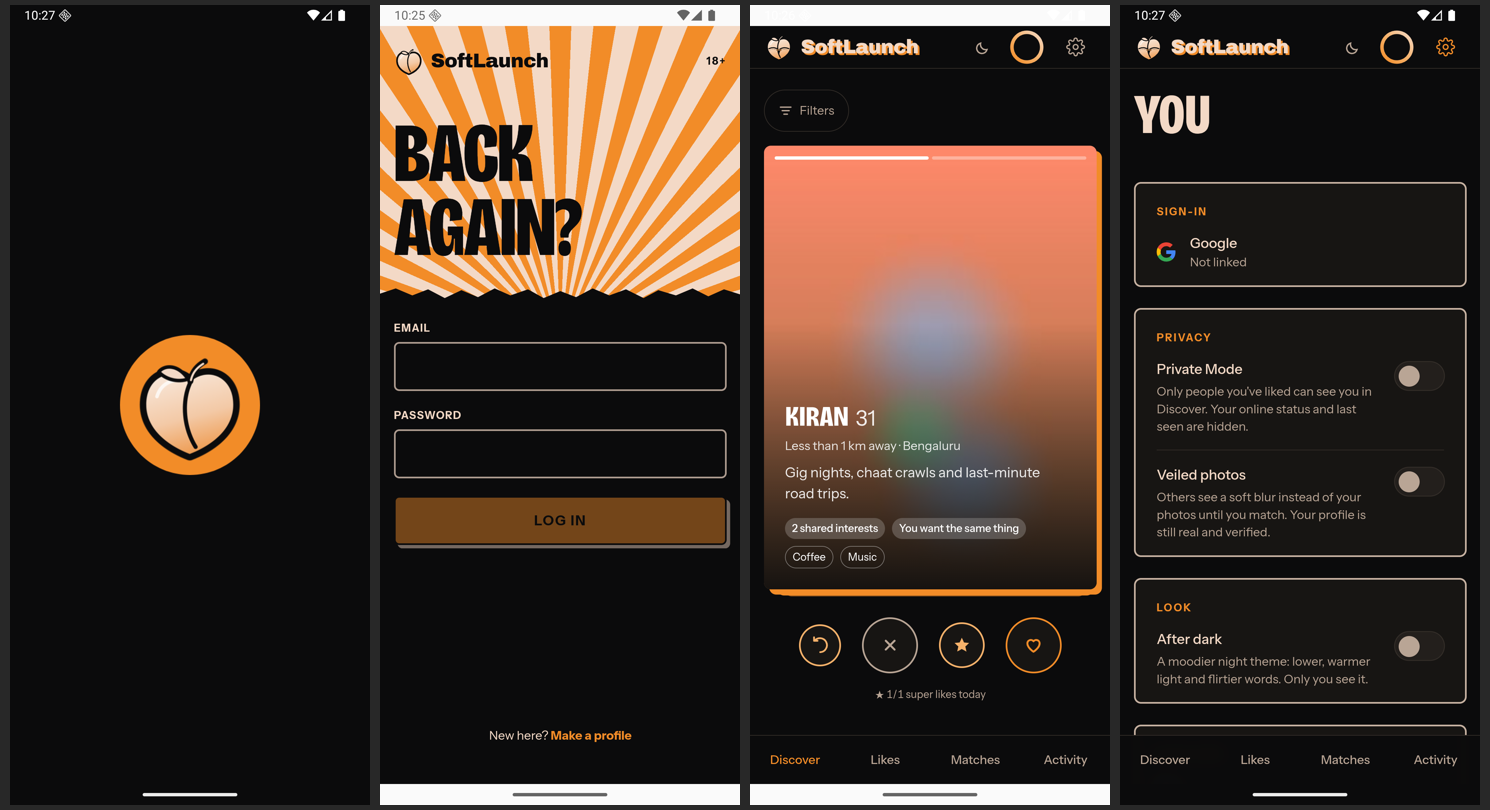 10:27
10:25
SoftLaunch
18+
BACK
AGAIN?
EMAIL
PASSWORD
LOG IN
New here? Make a profile
SoftLaunch
Filters
KIRAN 31
Less than 1 km away · Bengaluru
Gig nights, chaat crawls and last-minute
road trips.
2 shared interests
You want the same thing
Coffee
Music
★ 1/1 super likes today
Discover
Likes
Matches
Activity
10:27
SoftLaunch
YOU
SIGN-IN
Google
Not linked
PRIVACY
Private Mode
Only people you've liked can see you in
Discover. Your online status and last
seen are hidden.
Veiled photos
Others see a soft blur instead of your
photos until you match. Your profile is
still real and verified.
LOOK
After dark
A moodier night theme: lower, warmer
light and flirtier words. Only you see it.
Discover
Likes
Matches
Activity